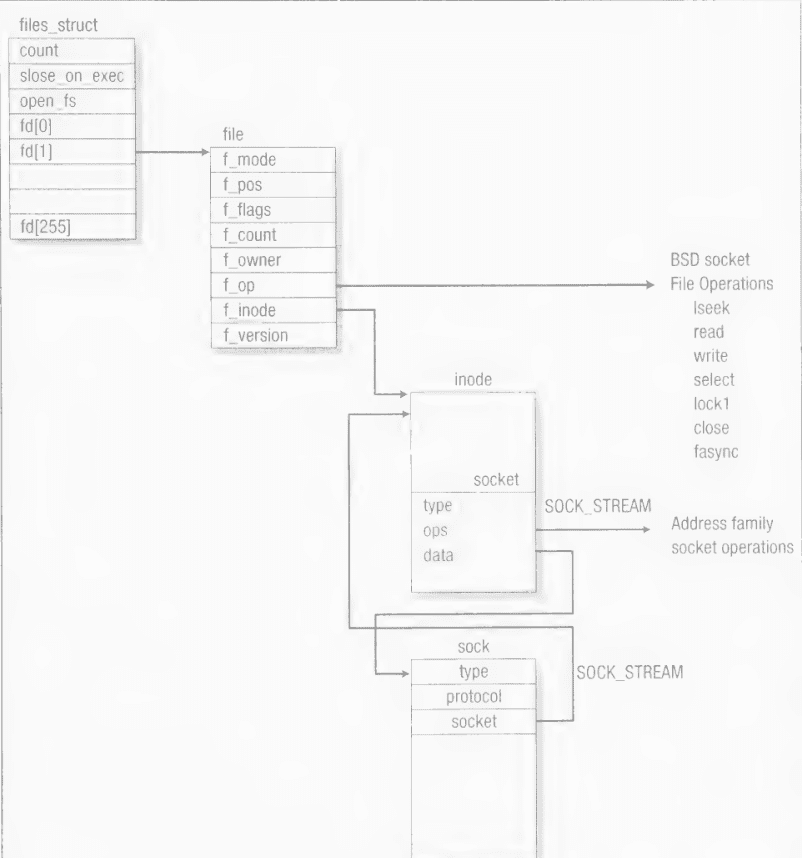 files_struct
count
slose_on_exec
open_fs
fd[0]
fd[1]
fd[255]
file
f_mode
f_pos
f_flags
f_count
f_owner
f_op
f_inode
f_version
BSD socket
File Operations
lseek
read
write
select
lock1
close
fasync
inode
socket
type
ops
data
SOCK_STREAM
Address family
socket operations
sock
type
protocol
socket
SOCK_STREAM